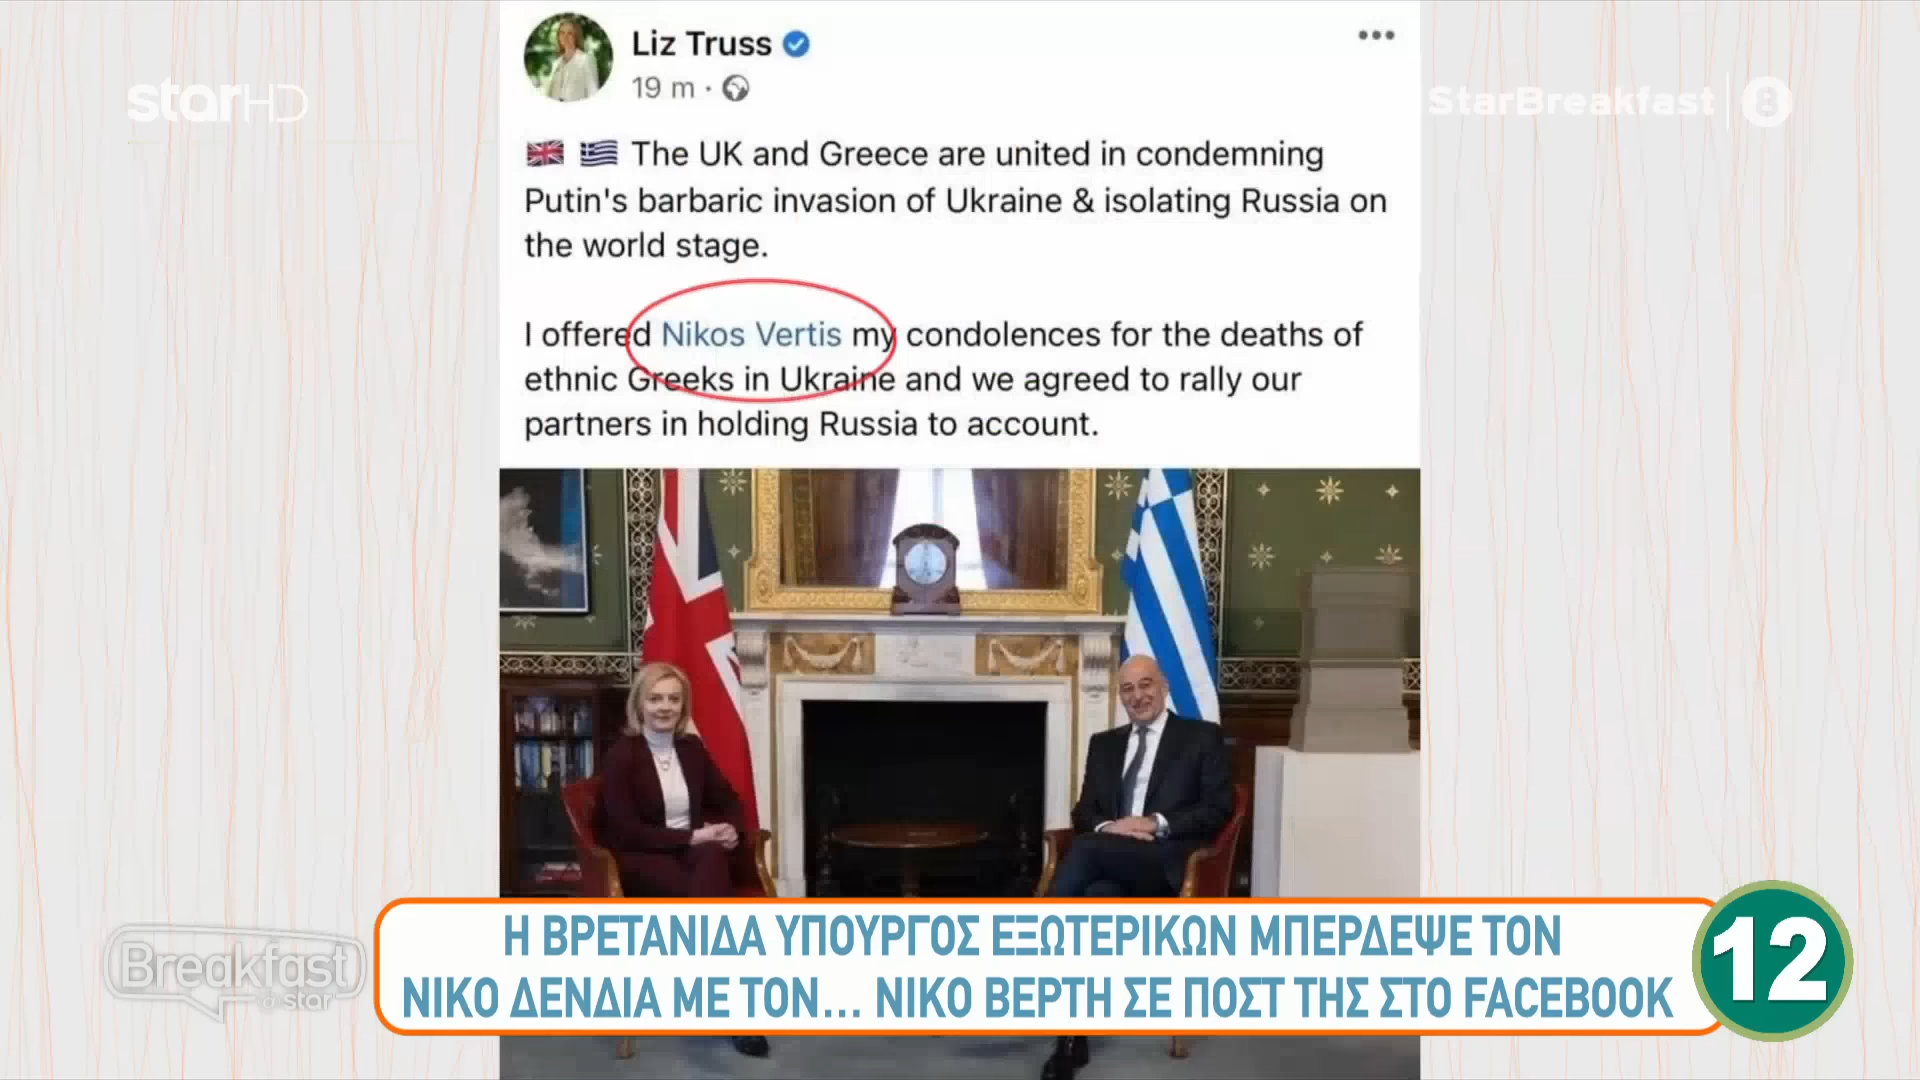 Liz Truss
19 m ·
starHD
StarBreakfast 8
The UK and Greece are united in condemning
Putin's barbaric invasion of Ukraine & isolating Russia on
the world stage.
I offered Nikos Vertis my condolences for the deaths of
ethnic Greeks in Ukraine and we agreed to rally our
partners in holding Russia to account.
Η ΒΡΕΤΑΝΙΔΑ ΥΠΟΥΡΓΟΣ ΕΞΩΤΕΡΙΚΩΝ ΜΠΕΡΔΕΨΕ ΤΟΝ
ΝΙΚΟ ΔΕΝΔΙΑ ΜΕ ΤΟΝ... ΝΙΚΟ ΒΕΡΤΗ ΣΕ ΠΟΣΤ ΤΗΣ ΣΤΟ FACEBOOK
12
Breakfast
@ star